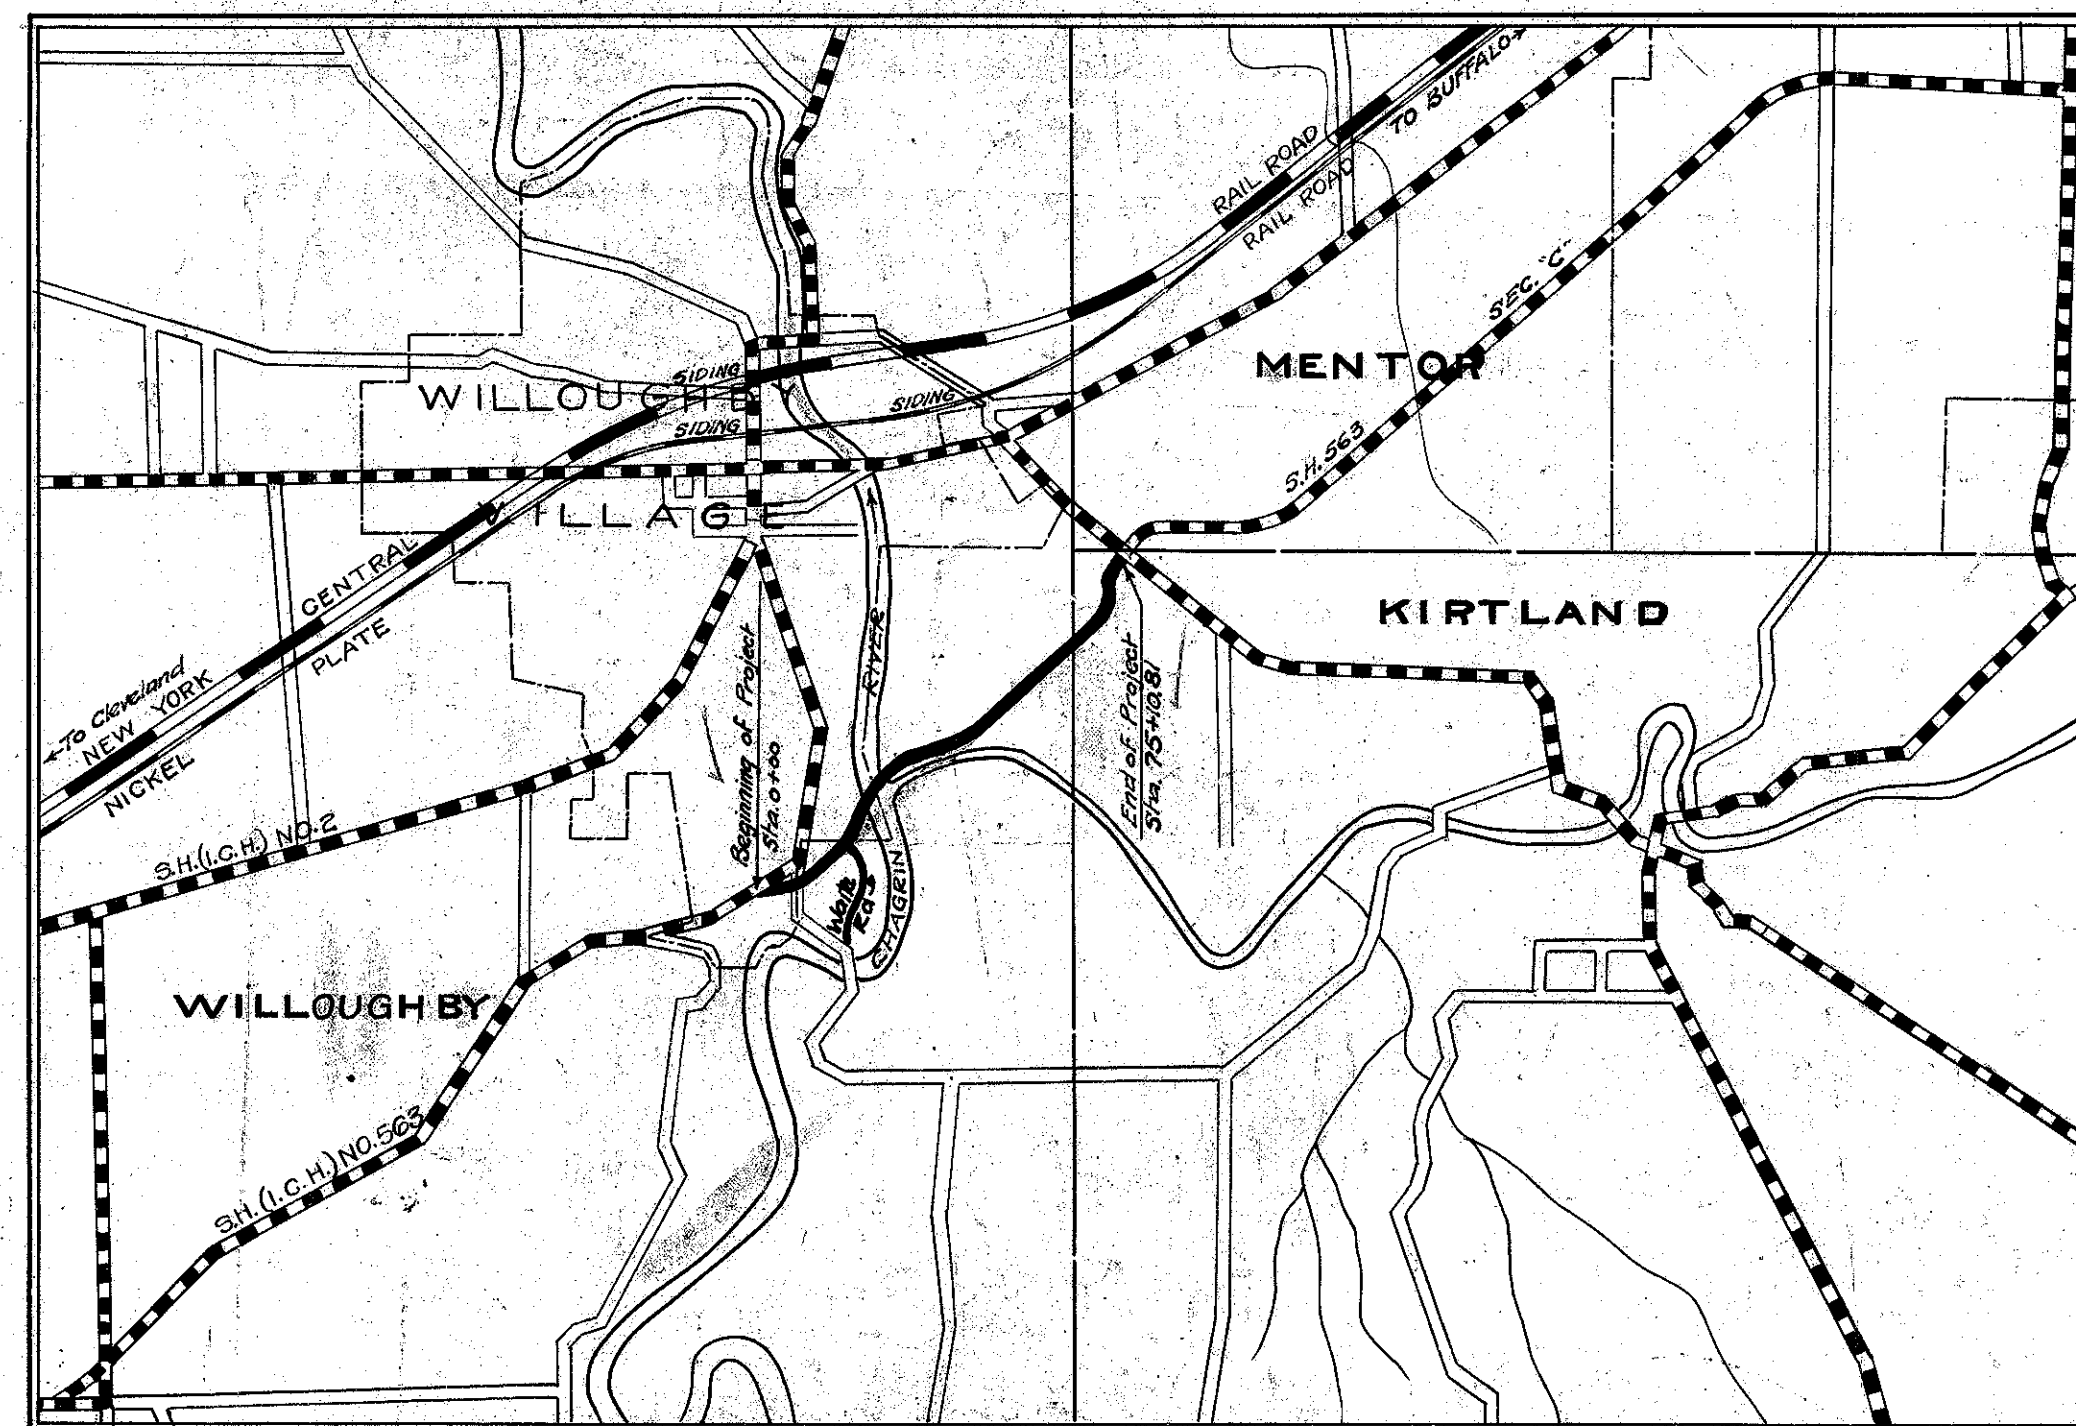 TO BUFFALO→
RAIL ROAD
RAIL ROAD
SEC. "C"
MENTOR
SIDING
WILLOUGHBY
SIDING
SIDING
S.H. 563
VILLAGE
CENTRAL
PLATE
KIRTLAND
RIVER
←To Cleveland
NEW YORK
NICKEL
Beginning of Project
Sta. 0+00
End of Project
Sta. 75+10.81
S.H.(I.C.H.) NO.2
CHAGRIN
Rd
WILLOUGHBY
S.H.(I.C.H.) NO.563